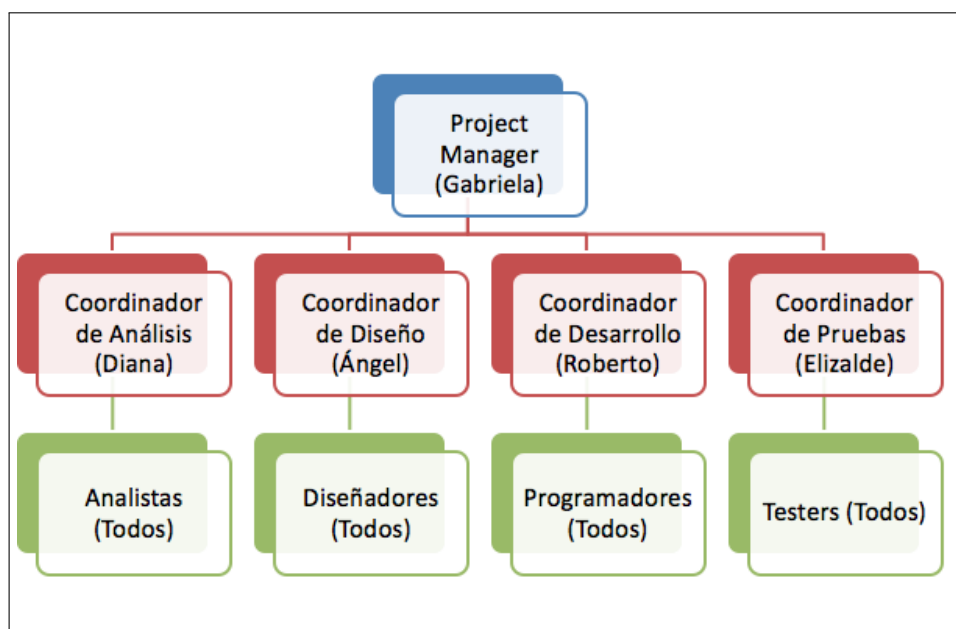 Project
Manager
(Gabriela)
Coordinador
de Análisis
(Diana)
Coordinador
de Diseño
(Ángel)
Coordinador
de Desarrollo
(Roberto)
Coordinador
de Pruebas
(Elizalde)
Analistas
(Todos)
Diseñadores
(Todos)
Programadores
(Todos)
Testers (Todos)